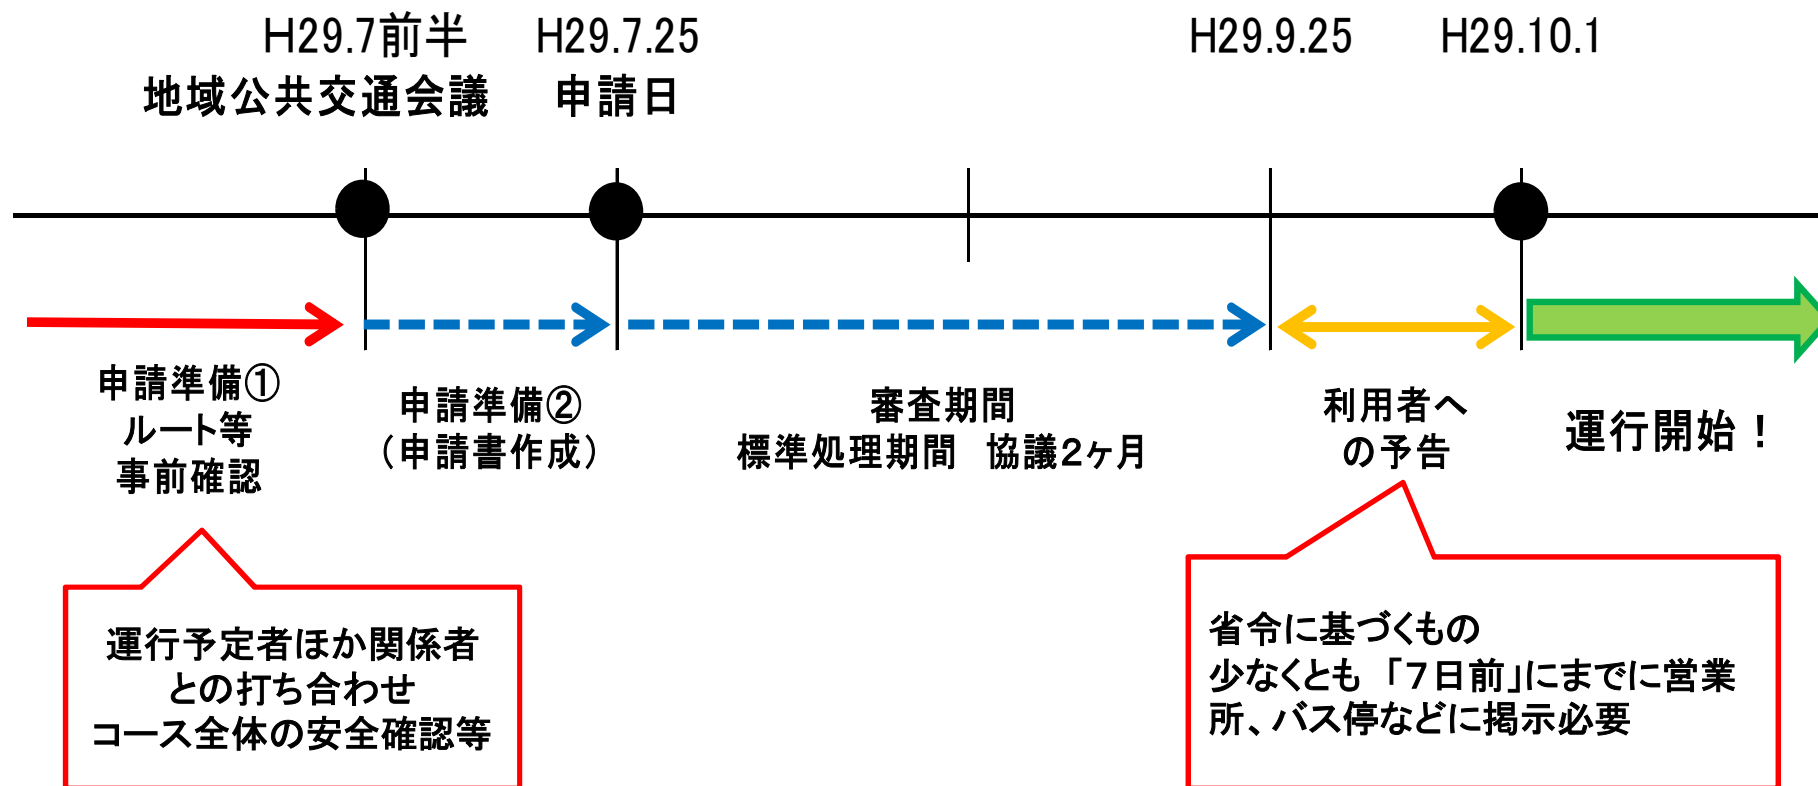 H29.7前半
地域公共交通会議
H29.7.25
申請日
H29.9.25
H29.10.1
申請準備①
ルート等
事前確認
申請準備②
（申請書作成）
審査期間
標準処理期間　協議2ヶ月
利用者へ
の予告
運行開始！
運行予定者ほか関係者
との打ち合わせ
コース全体の安全確認等
省令に基づくもの
少なくとも　「7日前」にまでに営業
所、バス停などに掲示必要